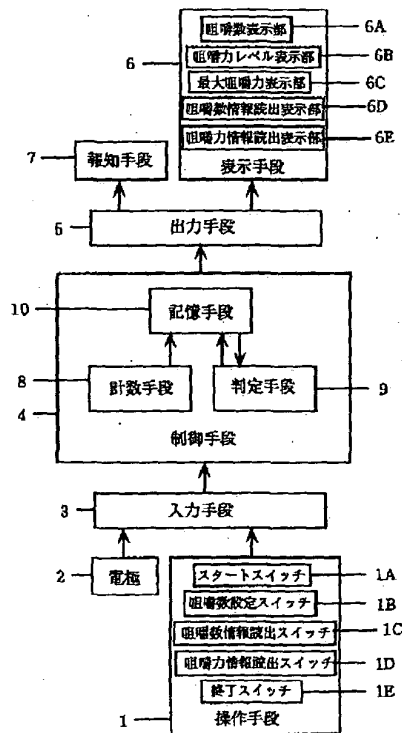 咀嚼数表示部
6A
6
咀嚼力レベル表示部
6B
最大咀嚼力表示部
6C
咀嚼数情報読出表示部
6D
7
報知手段
咀嚼力情報読出表示部
6E
表示手段
5
出力手段
10
記憶手段
8
計数手段
判定手段
9
4
制御手段
3
入力手段
2
電極
スタートスイッチ
1A
咀嚼数設定スイッチ
1B
咀嚼数情報読出スイッチ
1C
咀嚼力情報読出スイッチ
1D
終了スイッチ
1E
1
操作手段